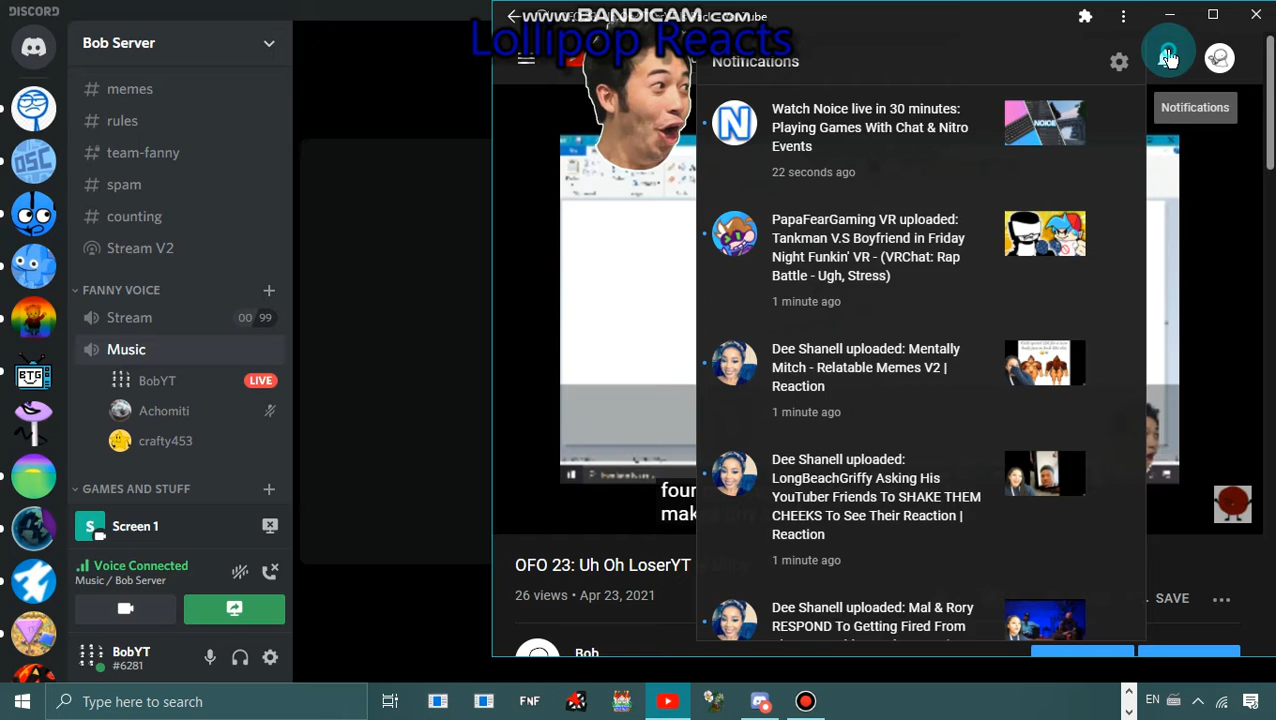 DISCORD
Bob Server
memes
rules
team-fanny
spam
counting
Stream V2
FANNY VOICE
Stream
00 99
Music
BobYT
LIVE
Achomiti
crafty453
GAMES AND STUFF
S
Screen 1
Voice Connected
Music / Bob Server
BobYT
#6281
www.BANDICAM.com
Lollipop Reacts
Notifications
Notifications
N
Watch Noice live in 30 minutes:
Playing Games With Chat & Nitro
Events
22 seconds ago
NOICE
PapaFearGaming VR uploaded:
Tankman V.S Boyfriend in Friday
Night Funkin' VR - (VRChat: Rap
Battle - Ugh, Stress)
1 minute ago
Dee Shanell uploaded: Mentally
Mitch - Relatable Memes V2 |
Reaction
1 minute ago
Dee Shanell uploaded:
LongBeachGriffy Asking His
YouTuber Friends To SHAKE THEM
CHEEKS To See Their Reaction |
Reaction
1 minute ago
Dee Shanell uploaded: Mal & Rory
RESPOND To Getting Fired From
OFO 23: Uh Oh LoserYT
26 views • Apr 23, 2021
SAVE
Bob
BTG
Type here to search
FNF
EN